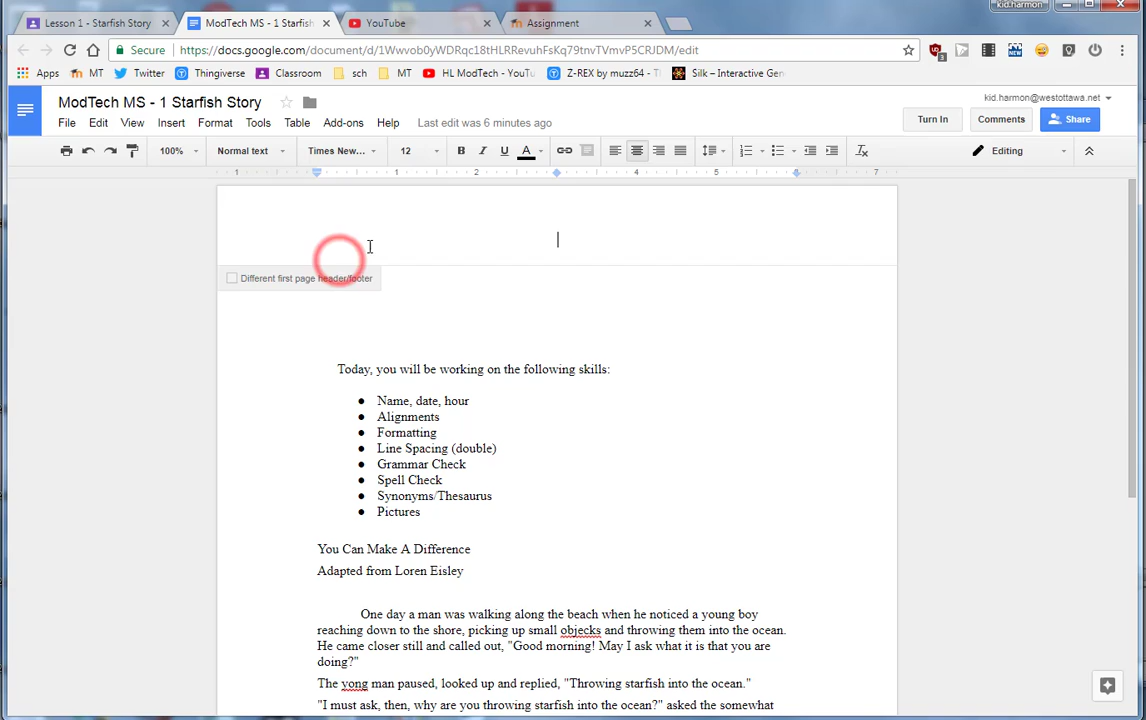 kid.harmon
Lesson 1 - Starfish Story
ModTech MS - 1 Starfish
YouTube
Assignment
Secure
https://docs.google.com/document/d/1Wwvob0yWDRqc18tHLRRevuhFsKq79tnvTVmvP5CRJDM/edit
Apps
MT
Twitter
Thingiverse
Classroom
sch
MT
HL ModTech - YouTu
Z-REX by muzz64 - Ti
Silk – Interactive Gen
ModTech MS - 1 Starfish Story
kid.harmon@westottawa.net
File Edit View Insert Format Tools Table Add-ons Help Last edit was 6 minutes ago
Turn In
Comments
Share
100% Normal text Times New... 12 B I U A
Editing
1 1 2 4 5 6 7
Different first page header/footer
Today, you will be working on the following skills:
● Name, date, hour
● Alignments
● Formatting
● Line Spacing (double)
● Grammar Check
● Spell Check
● Synonyms/Thesaurus
● Pictures
You Can Make A Difference
Adapted from Loren Eisley
One day a man was walking along the beach when he noticed a young boy
reaching down to the shore, picking up small objecks and throwing them into the ocean.
He came closer still and called out, "Good morning! May I ask what it is that you are
doing?"
The yong man paused, looked up and replied, "Throwing starfish into the ocean."
"I must ask, then, why are you throwing starfish into the ocean?" asked the somewhat